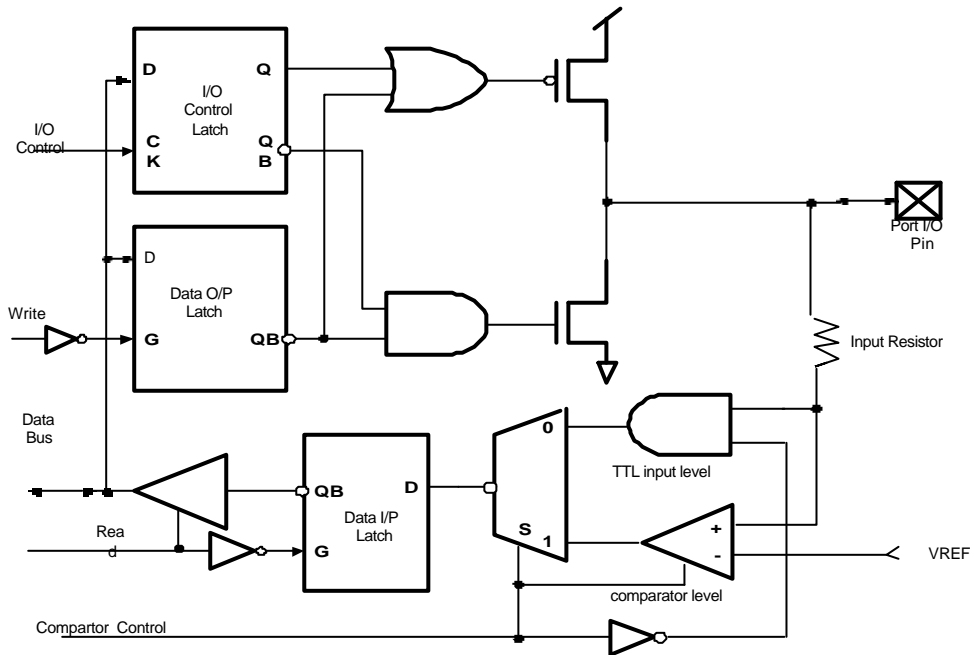 D
Q
I/O
Control
Latch
I/O
Control
C
K
Q
B
Port I/O
Pin
D
Data O/P
Latch
Write
G
QB
Input Resistor
Data
Bus
0
TTL input level
QB
D
Data I/P
Latch
S
1
+
-
Rea
d
G
VREF
comparator level
Compartor Control